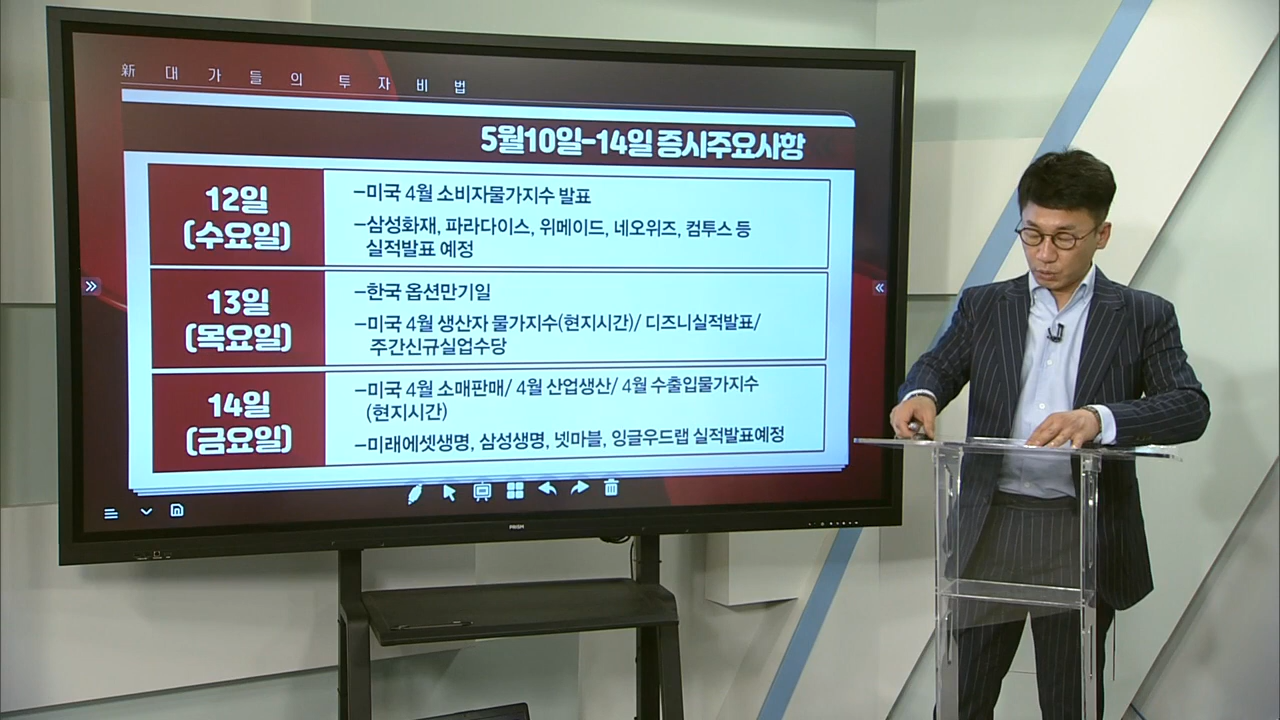 新 대 가 들 의 투 자 비 법
5월10일-14일 증시주요사항
12일
(수요일)
-미국 4월 소비자물가지수 발표
-삼성화재, 파라다이스, 위메이드, 네오위즈, 컴투스 등
실적발표 예정
13일
(목요일)
-한국 옵션만기일
-미국 4월 생산자 물가지수(현지시간)/ 디즈니실적발표/
주간신규실업수당
14일
(금요일)
-미국 4월 소매판매/ 4월 산업생산/ 4월 수출입물가지수
(현지시간)
-미래에셋생명, 삼성생명, 넷마블, 잉글우드랩 실적발표예정
PRISM